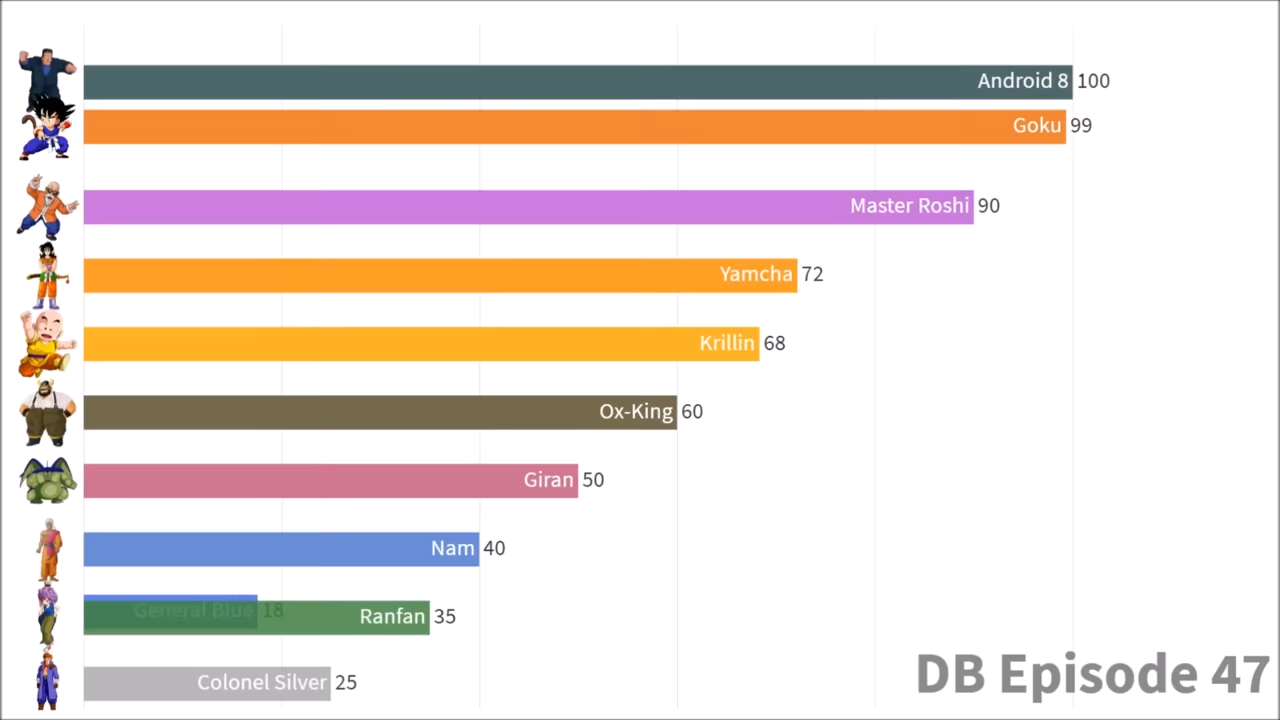 Android 8 100
Goku 99
Master Roshi 90
Yamcha 72
Krillin 68
Ox-King 60
Giran 50
Nam 40
General Blue 18
Ranfan 35
Colonel Silver 25
DB Episode 47